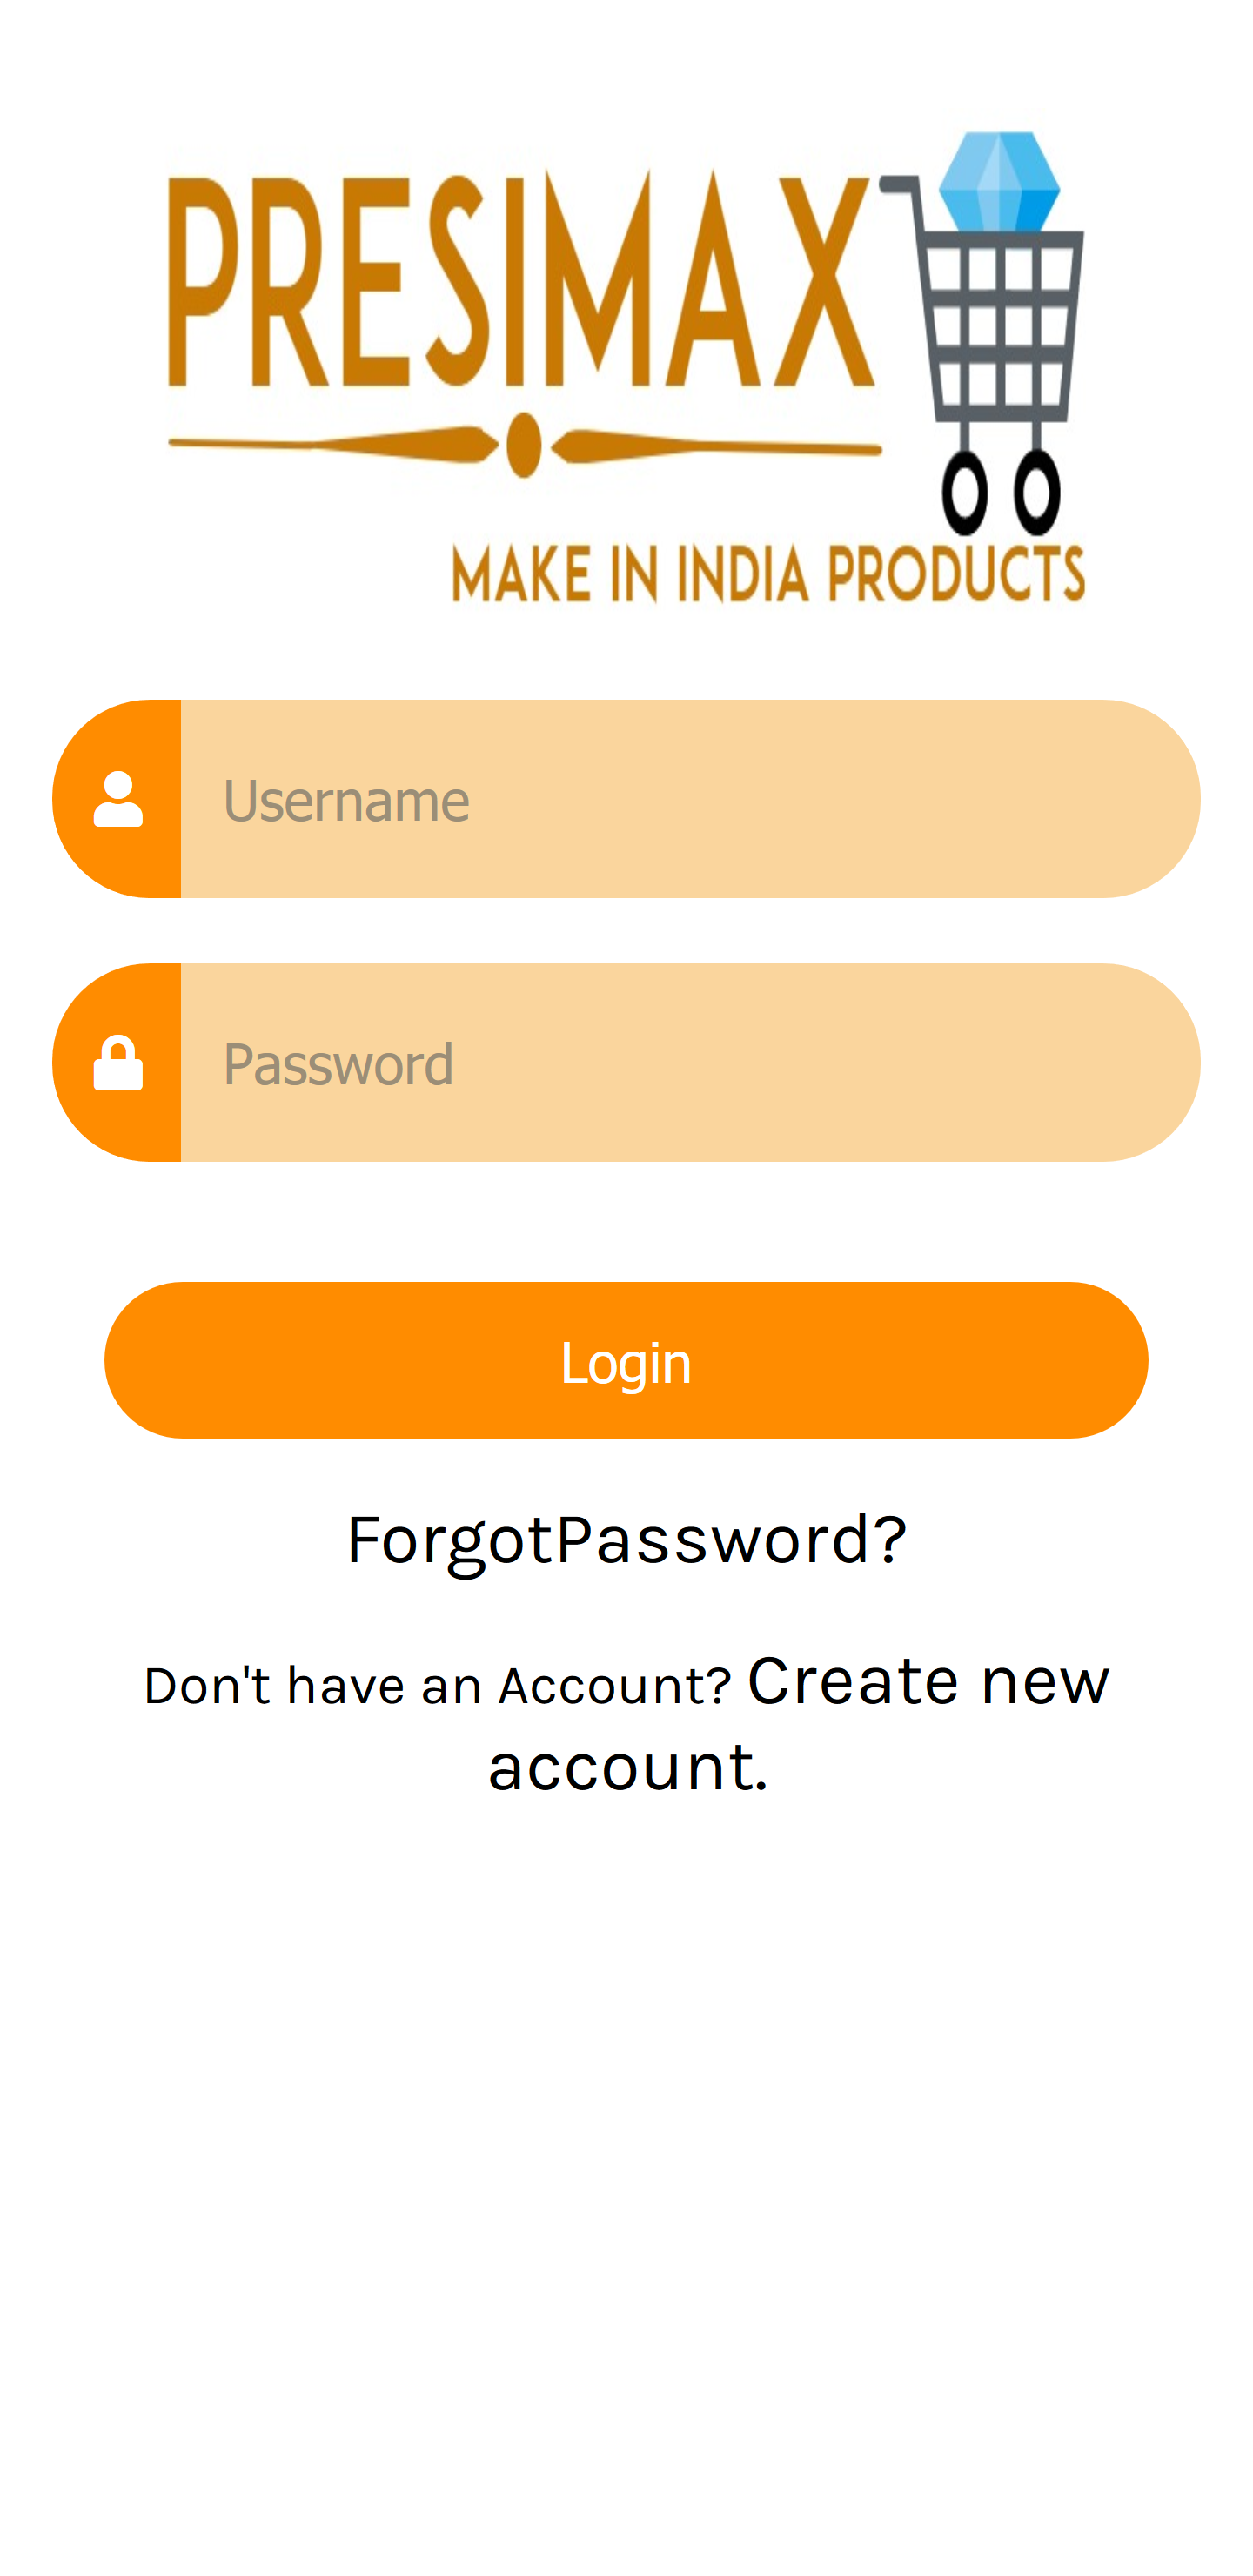 PRESIMAX
MAKE IN INDIA PRODUCTS
Username
Password
Login
ForgotPassword?
Don't have an Account? Create new
account.